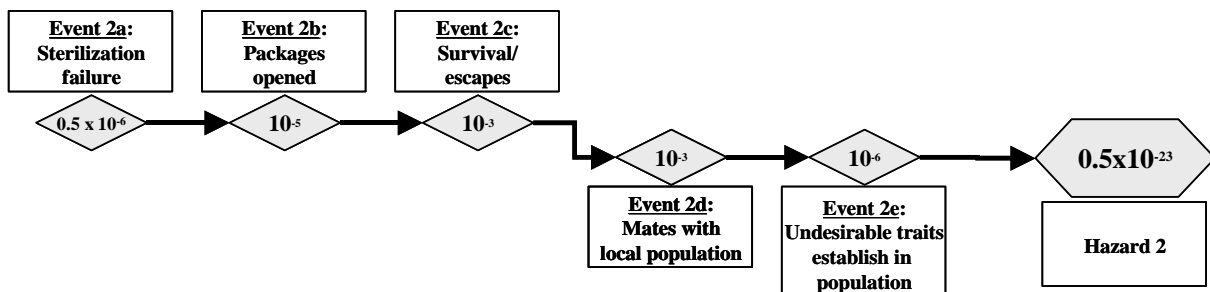 Event 2a:
Sterilization
failure
Event 2b:
Packages
opened
Event 2c:
Survival/
escapes
0.5 x 10-6
10-5
10-3
10-3
10-6
0.5x10-23
Event 2d:
Mates with
local population
Event 2e:
Undesirable traits
establish in
population
Hazard 2